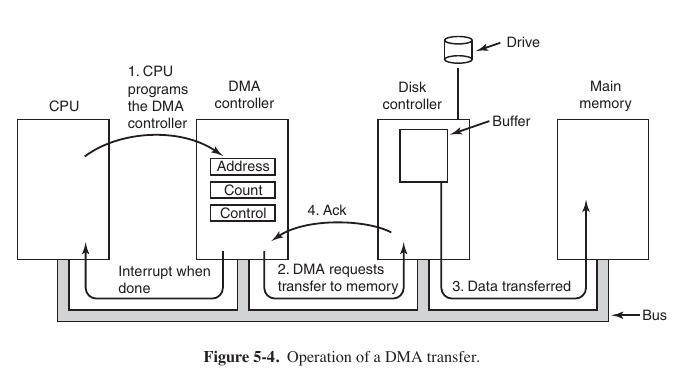 Drive
1. CPU
programs
the DMA
controller
DMA
controller
Disk
controller
Main
memory
CPU
Buffer
Address
Count
Control
4. Ack
Interrupt when
done
2. DMA requests
transfer to memory
3. Data transferred
Bus
Figure 5-4. Operation of a DMA transfer.